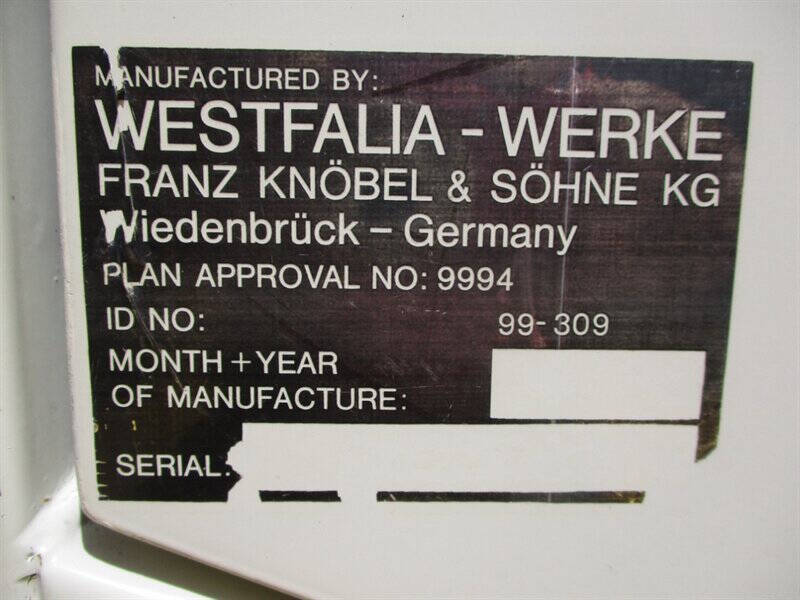 MANUFACTURED BY:
WESTFALIA - WERKE
FRANZ KNÖBEL & SÖHNE KG
Wiedenbrück - Germany
PLAN APPROVAL NO: 9994
ID NO: 99-309
MONTH + YEAR
OF MANUFACTURE:
SERIAL: